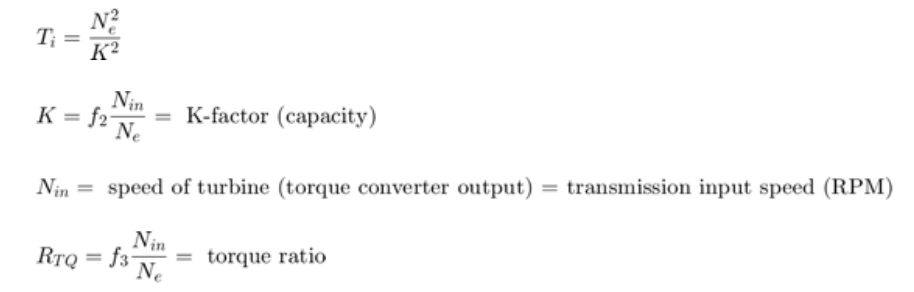 T_i = N_e^2 / K^2
K = f_2 N_in / N_e = K-factor (capacity)
N_in = speed of turbine (torque converter output) = transmission input speed (RPM)
R_TQ = f_3 N_in / N_e = torque ratio